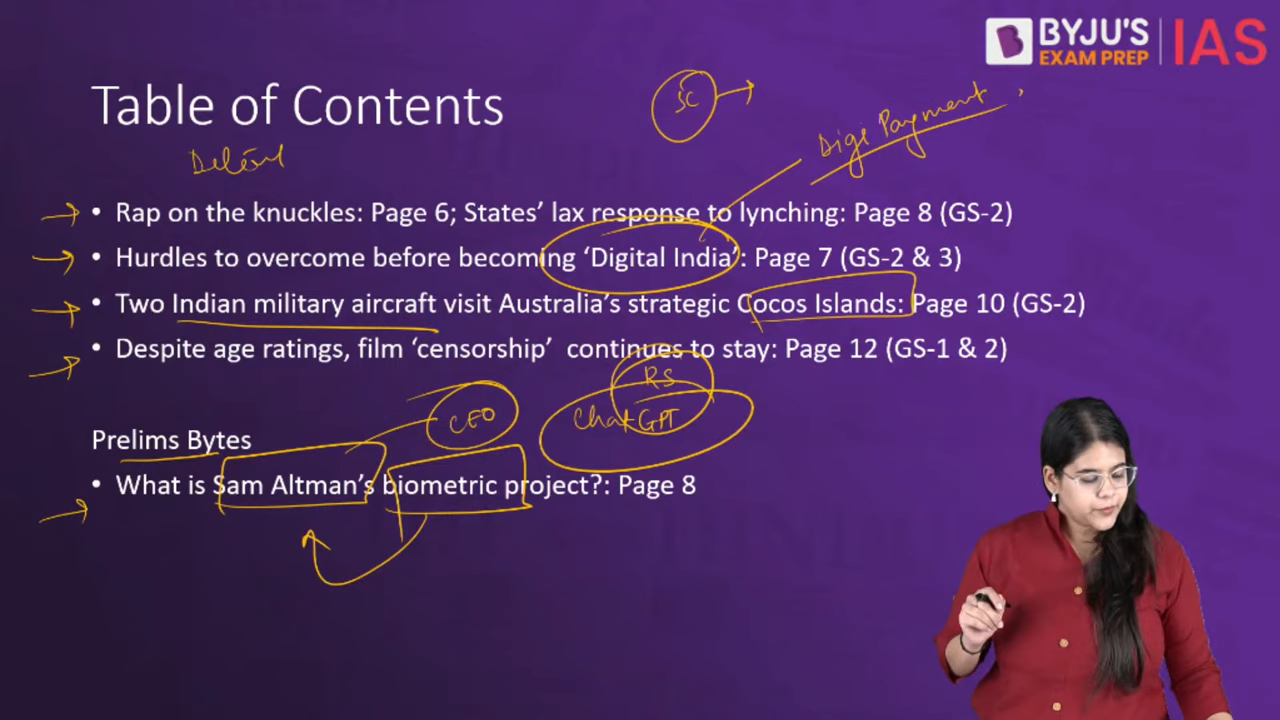 BYJU'S
EXAM PREP
IAS
Table of Contents
SC
Digi Payment
• Rap on the knuckles: Page 6; States' lax response to lynching: Page 8 (GS-2)
• Hurdles to overcome before becoming 'Digital India': Page 7 (GS-2 & 3)
• Two Indian military aircraft visit Australia's strategic Cocos Islands: Page 10 (GS-2)
• Despite age ratings, film 'censorship' continues to stay: Page 12 (GS-1 & 2)
RS
CEO
ChatGPT
Prelims Bytes
• What is Sam Altman's biometric project?: Page 8